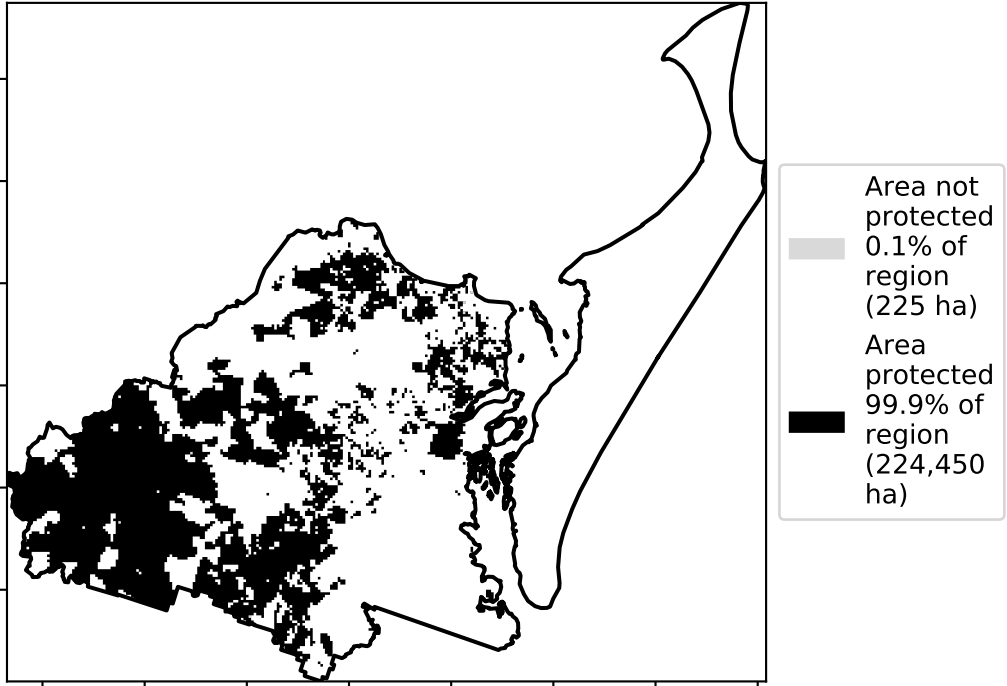 Area not
protected
0.1% of
region
(225 ha)
Area
protected
99.9% of
region
(224,450
ha)